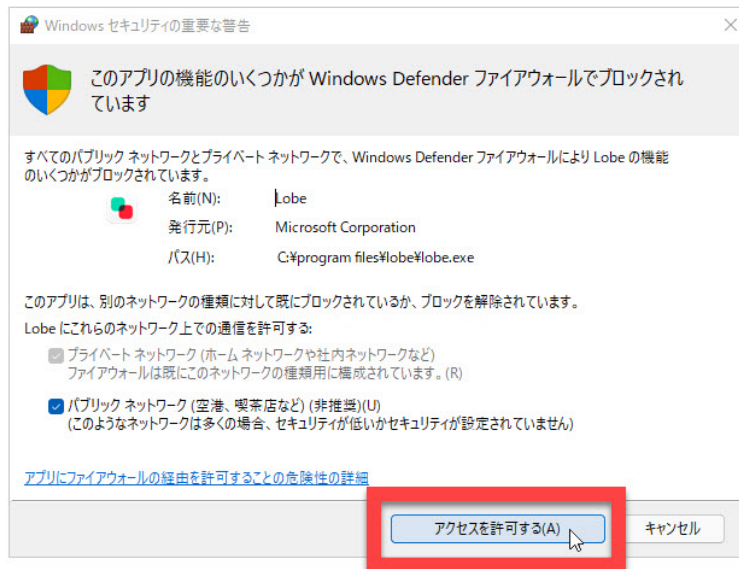 Windows セキュリティの重要な警告
このアプリの機能のいくつかが Windows Defender ファイアウォールでブロックされ
ています
すべてのパブリック ネットワークとプライベート ネットワークで、Windows Defender ファイアウォールにより Lobe の機能
のいくつかがブロックされています。
名前(N): Lobe
発行元(P): Microsoft Corporation
パス(H): C:¥program files¥lobe¥lobe.exe
このアプリは、別のネットワークの種類に対して既にブロックされているか、ブロックを解除されています。
Lobe にこれらのネットワーク上での通信を許可する:
プライベート ネットワーク (ホーム ネットワークや社内ネットワークなど)
ファイアウォールは既にこのネットワークの種類用に構成されています。(R)
パブリック ネットワーク (空港、喫茶店など) (非推奨)(U)
(このようなネットワークは多くの場合、セキュリティが低いかセキュリティが設定されていません)
アプリにファイアウォールの経由を許可することの危険性の詳細
アクセスを許可する(A)
キャンセル